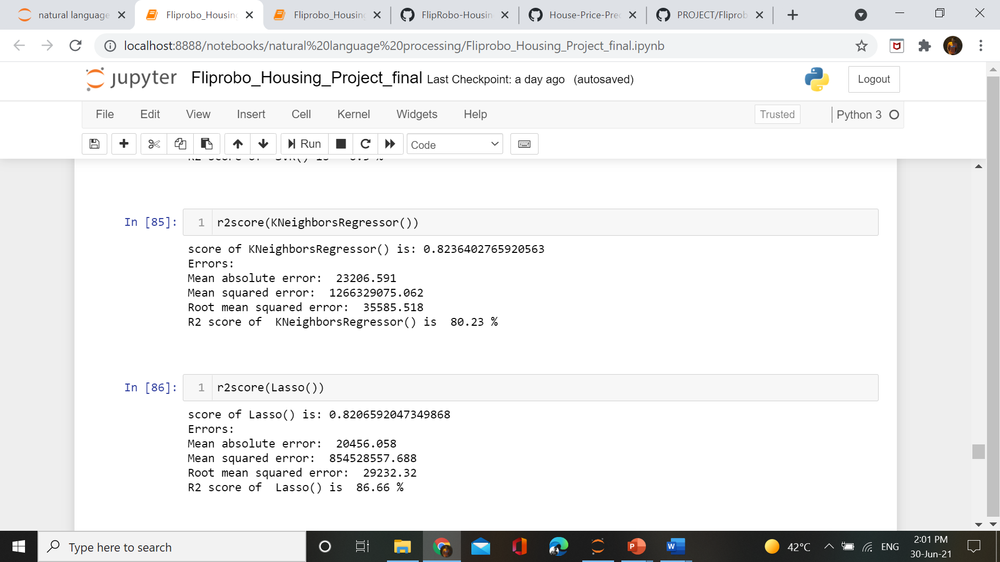 natural language
Fliprobo_Housing
Fliprobo_Housing
FlipRobo-Housin
House-Price-Pred
PROJECT/Fliprob
localhost:8888/notebooks/natural%20language%20processing/Fliprobo_Housing_Project_final.ipynb
jupyter Fliprobo_Housing_Project_final Last Checkpoint: a day ago (autosaved)
Logout
File Edit View Insert Cell Kernel Widgets Help
Trusted
Python 3
Run
Code
In [85]: 1 r2score(KNeighborsRegressor())
score of KNeighborsRegressor() is: 0.8236402765920563
Errors:
Mean absolute error:  23206.591
Mean squared error:  1266329075.062
Root mean squared error:  35585.518
R2 score of  KNeighborsRegressor() is  80.23 %
In [86]: 1 r2score(Lasso())
score of Lasso() is: 0.8206592047349868
Errors:
Mean absolute error:  20456.058
Mean squared error:  854528557.688
Root mean squared error:  29232.32
R2 score of  Lasso() is  86.66 %
Type here to search
42°C
ENG
2:01 PM
30-Jun-21